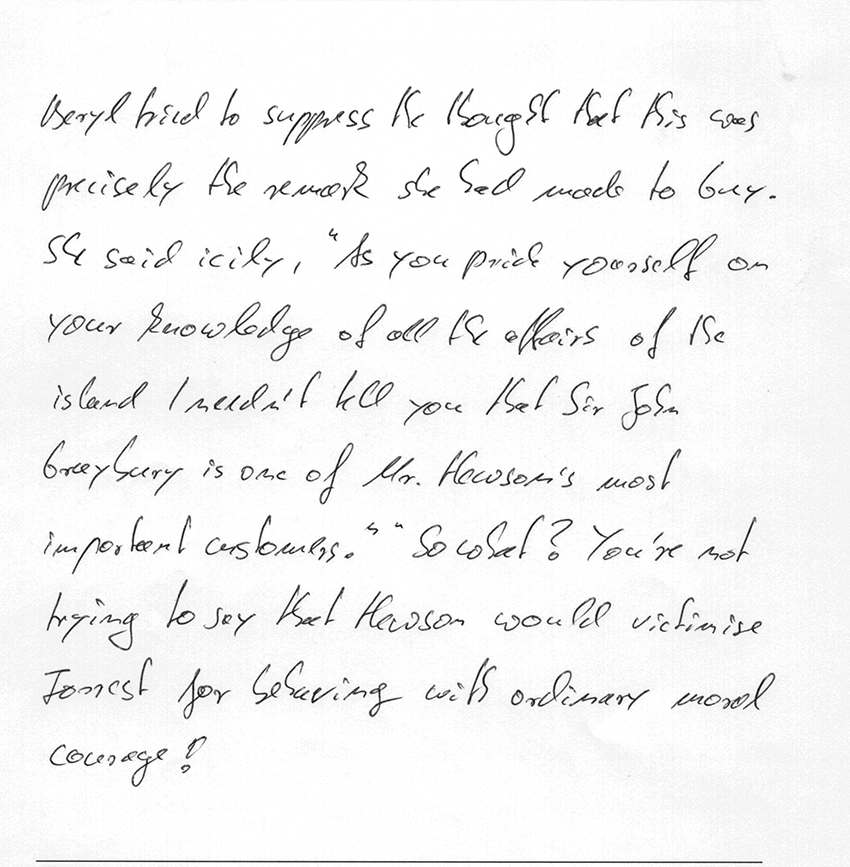 Beryl tried to suppress the thought that this was
precisely the remark she had made to Guy.
She said icily, "As you pride yourself on
your knowledge of all the affairs of the
island I needn't tell you that Sir John
Graybury is one of Mr. Hewson's most
important customers." "So what? You're not
trying to say that Hewson would victimise
Forrest for behaving with ordinary moral
courage?